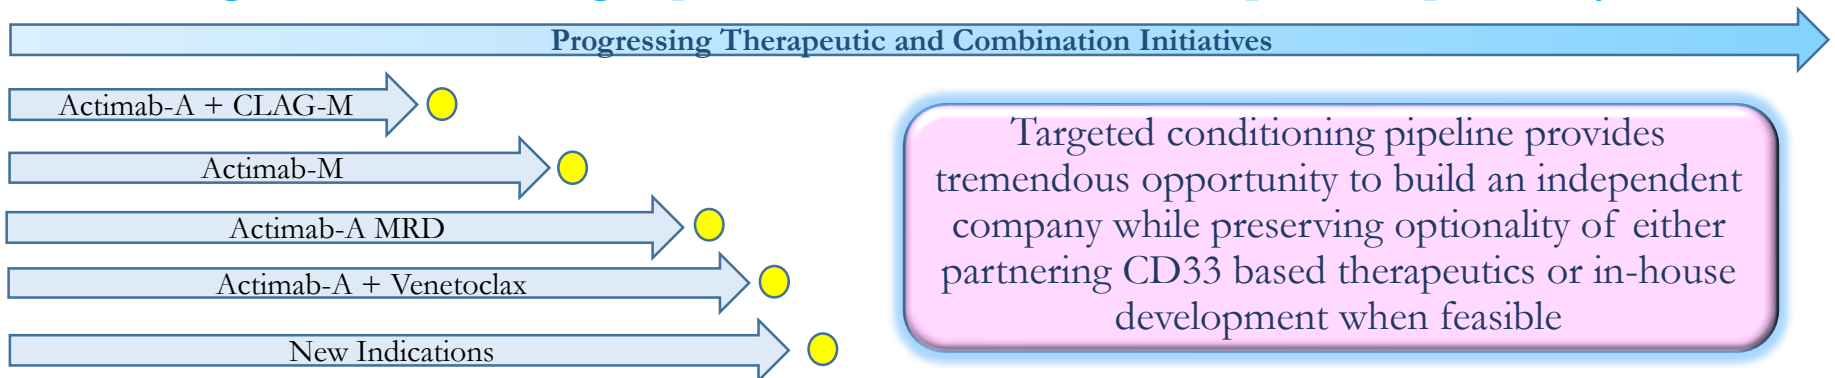 Progressing Therapeutic and Combination Initiatives
Actimab-A + CLAG-M
Actimab-M
Actimab-A MRD
Actimab-A + Venetoclax
New Indications
Targeted conditioning pipeline provides
tremendous opportunity to build an independent
company while preserving optionality of either
partnering CD33 based therapeutics or in-house
development when feasible